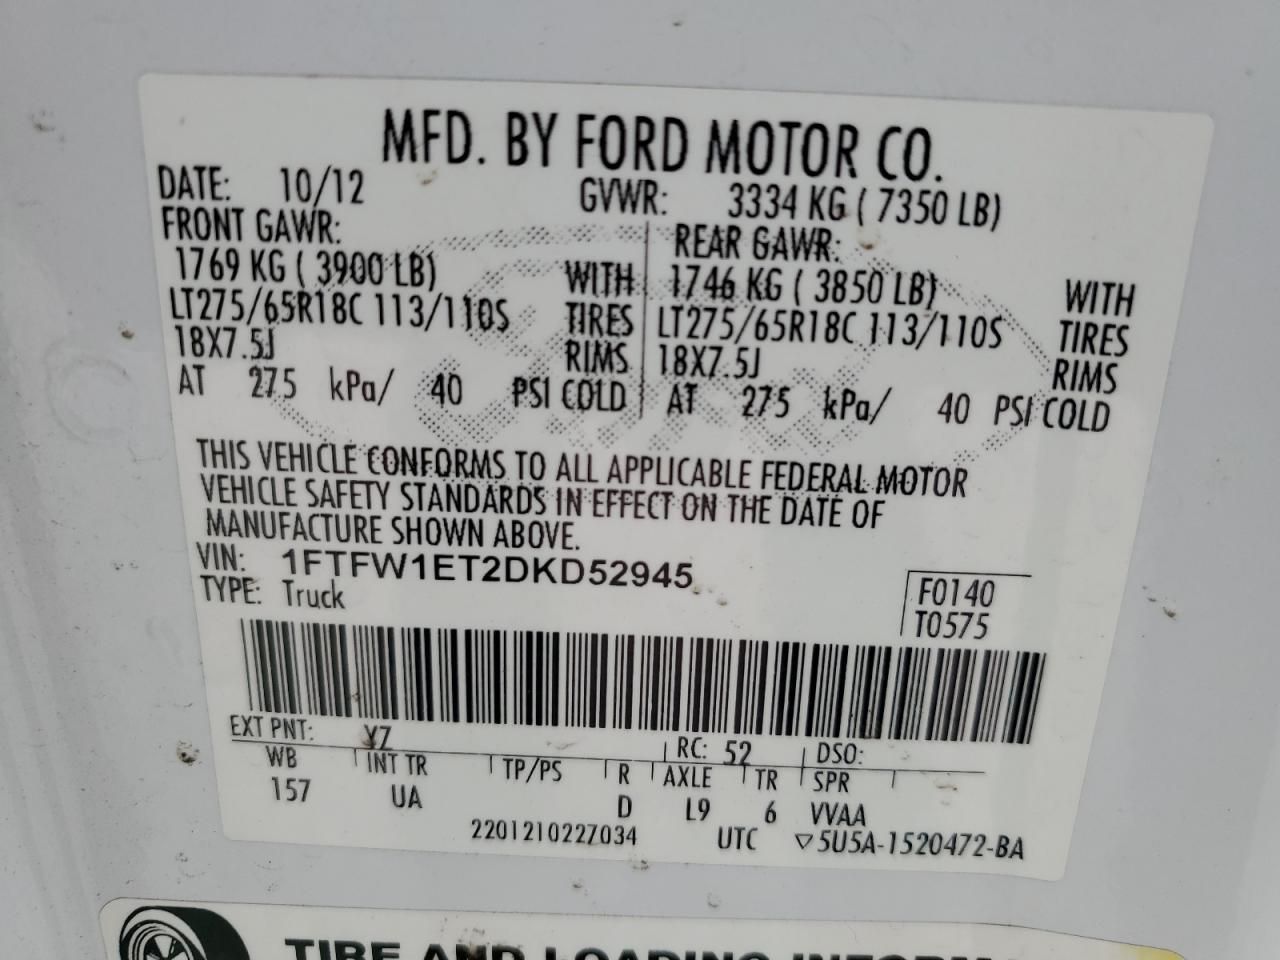 MFD. BY FORD MOTOR CO.
DATE: 10/12 GVWR: 3334 KG ( 7350 LB)
FRONT GAWR: REAR GAWR:
1769 KG ( 3900 LB) WITH 1746 KG ( 3850 LB) WITH
LT275/65R18C 113/110S TIRES LT275/65R18C 113/110S TIRES
18X7.5J RIMS 18X7.5J RIMS
AT 275 kPa/ 40 PSI COLD AT 275 kPa/ 40 PSI COLD
THIS VEHICLE CONFORMS TO ALL APPLICABLE FEDERAL MOTOR
VEHICLE SAFETY STANDARDS IN EFFECT ON THE DATE OF
MANUFACTURE SHOWN ABOVE.
VIN: 1FTFW1ET2DKD52945
TYPE: Truck
F0140
T0575
EXT PNT: YZ RC: 52 DSO:
WB INT TR TP/PS R AXLE TR SPR
157 UA D L9 6 VVAA
2201210227034 UTC ▽5U5A-1520472-BA
TIRE AND LOADING